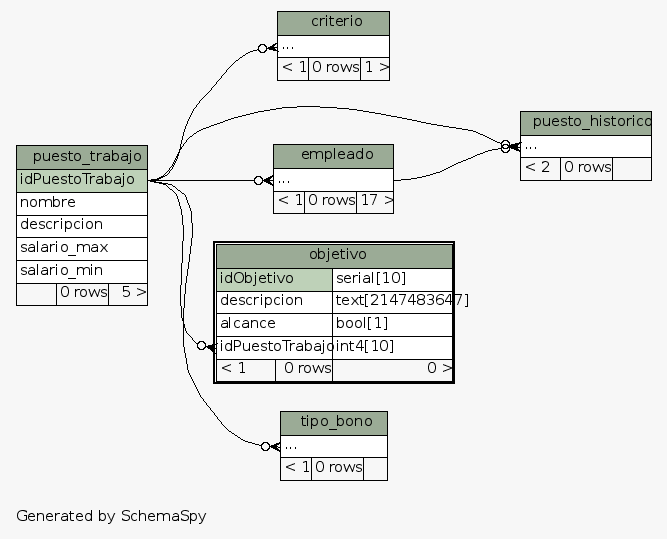 criterio
...
< 1 0 rows 1 >
puesto_historico
...
< 2 0 rows
puesto_trabajo
idPuestoTrabajo
nombre
descripcion
salario_max
salario_min
0 rows 5 >
empleado
...
< 1 0 rows 17 >
objetivo
idObjetivo serial[10]
descripcion text[2147483647]
alcance bool[1]
idPuestoTrabajo int4[10]
< 1 0 rows 0 >
tipo_bono
...
< 1 0 rows
Generated by SchemaSpy